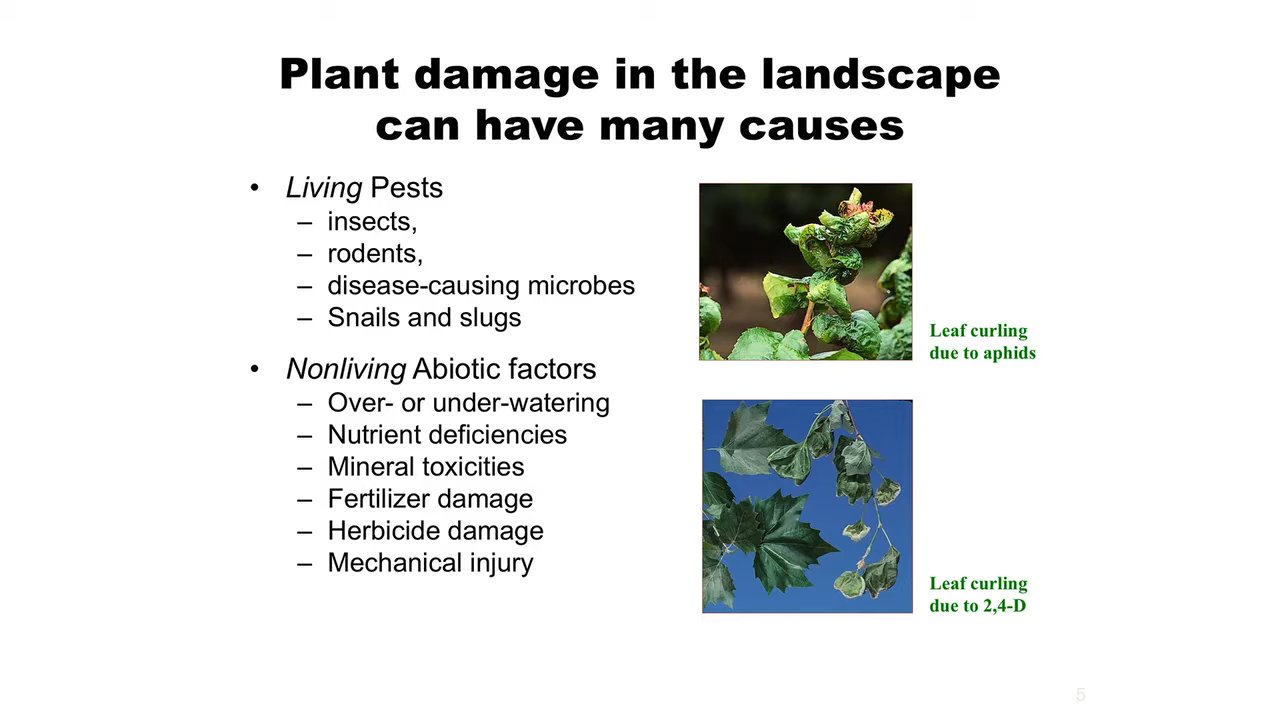 Plant damage in the landscape
can have many causes
• Living Pests
– insects,
– rodents,
– disease-causing microbes
– Snails and slugs
• Nonliving Abiotic factors
– Over- or under-watering
– Nutrient deficiencies
– Mineral toxicities
– Fertilizer damage
– Herbicide damage
– Mechanical injury
Leaf curling
due to aphids
Leaf curling
due to 2,4-D
5